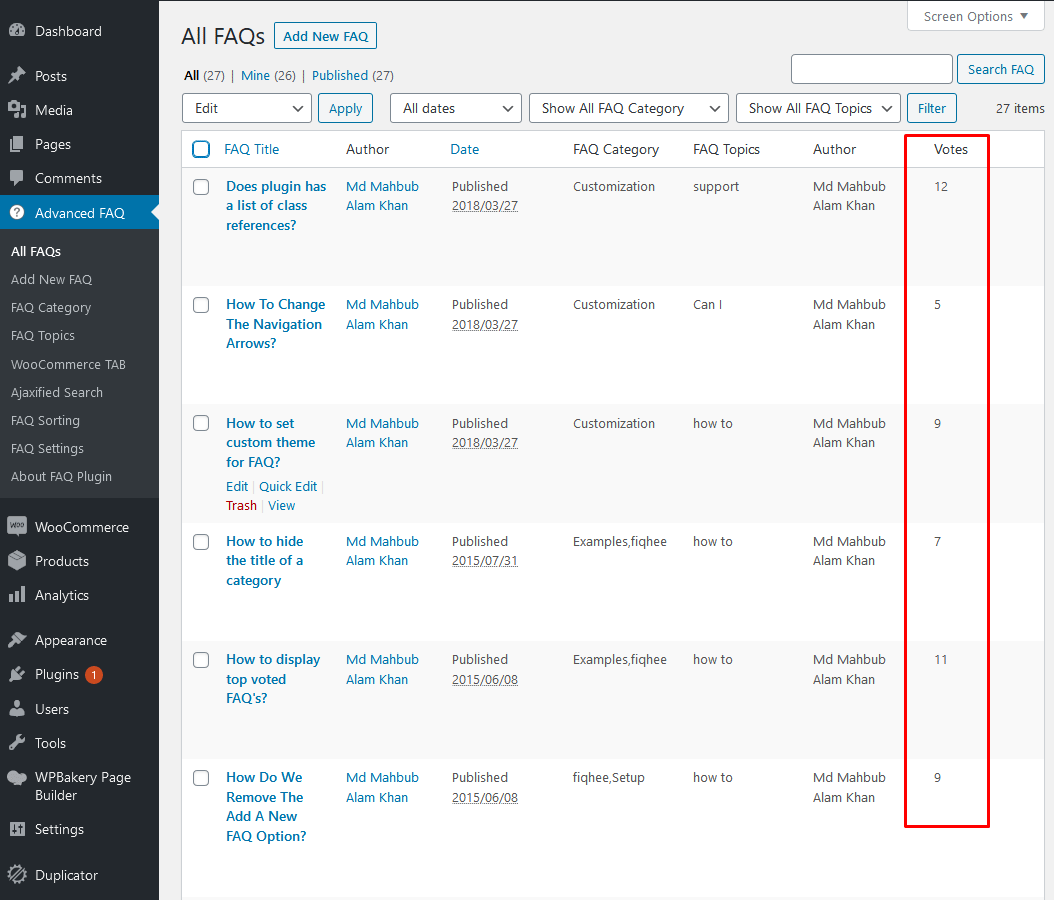 Dashboard
Posts
Media
Pages
Comments
Advanced FAQ
All FAQs
Add New FAQ
FAQ Category
FAQ Topics
WooCommerce TAB
Ajaxified Search
FAQ Sorting
FAQ Settings
About FAQ Plugin
WOO WooCommerce
Products
Analytics
Appearance
Plugins 1
Users
Tools
WPBakery Page
Builder
Settings
Duplicator
Screen Options
All FAQs Add New FAQ
All (27) | Mine (26) | Published (27)
Search FAQ
Edit Apply All dates Show All FAQ Category Show All FAQ Topics Filter 27 items
FAQ Title Author Date FAQ Category FAQ Topics Author Votes
Does plugin has Md Mahbub Published Customization support Md Mahbub 12
a list of class Alam Khan 2018/03/27 Alam Khan
references?
How To Change Md Mahbub Published Customization Can I Md Mahbub 5
The Navigation Alam Khan 2018/03/27 Alam Khan
Arrows?
How to set Md Mahbub Published Customization how to Md Mahbub 9
custom theme Alam Khan 2018/03/27 Alam Khan
for FAQ?
Edit | Quick Edit |
Trash | View
How to hide Md Mahbub Published Examples,fiqhee how to Md Mahbub 7
the title of a Alam Khan 2015/07/31 Alam Khan
category
How to display Md Mahbub Published Examples,fiqhee how to Md Mahbub 11
top voted Alam Khan 2015/06/08 Alam Khan
FAQ's?
How Do We Md Mahbub Published fiqhee,Setup how to Md Mahbub 9
Remove The Alam Khan 2015/06/08 Alam Khan
Add A New
FAQ Option?